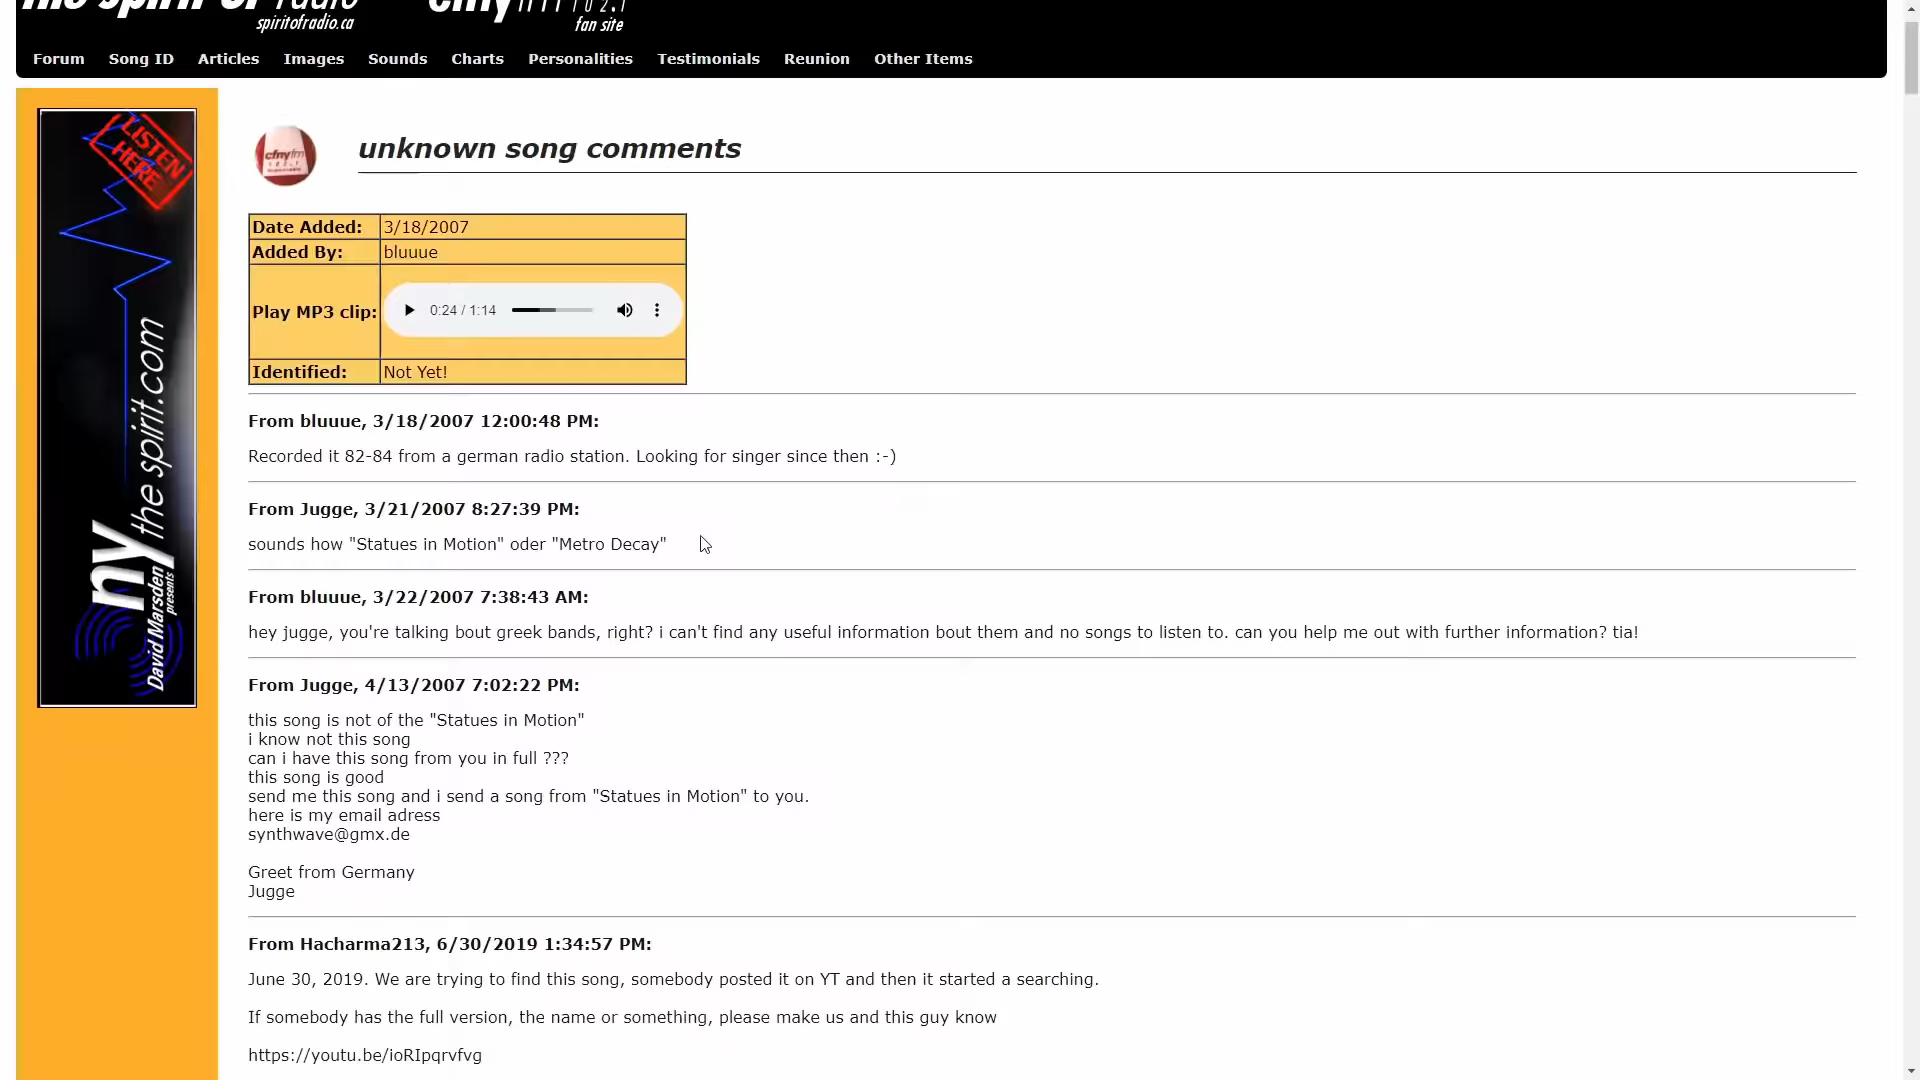 the spirit of radio
spiritofradio.ca
cfny fm 102.1
fan site
Forum Song ID Articles Images Sounds Charts Personalities Testimonials Reunion Other Items
LISTEN
HERE
ny
the spirit.com
David Marsden
presents
cfny fm
unknown song comments
Date Added: 3/18/2007
Added By: bluuue
Play MP3 clip: 0:24 / 1:14
Identified: Not Yet!
From bluuue, 3/18/2007 12:00:48 PM:
Recorded it 82-84 from a german radio station. Looking for singer since then :-)
From Jugge, 3/21/2007 8:27:39 PM:
sounds how "Statues in Motion" oder "Metro Decay"
From bluuue, 3/22/2007 7:38:43 AM:
hey jugge, you're talking bout greek bands, right? i can't find any useful information bout them and no songs to listen to. can you help me out with further information? tia!
From Jugge, 4/13/2007 7:02:22 PM:
this song is not of the "Statues in Motion"
i know not this song
can i have this song from you in full ???
this song is good
send me this song and i send a song from "Statues in Motion" to you.
here is my email adress
synthwave@gmx.de
Greet from Germany
Jugge
From Hacharma213, 6/30/2019 1:34:57 PM:
June 30, 2019. We are trying to find this song, somebody posted it on YT and then it started a searching.
If somebody has the full version, the name or something, please make us and this guy know
https://youtu.be/ioRIpqrvfvg